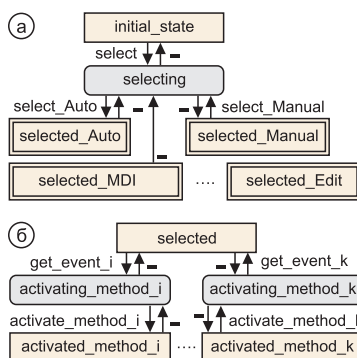 а
initial_state
select
selecting
select_Auto select_Manual
selected_Auto selected_Manual
selected_MDI .... selected_Edit
б
selected
get_event_i get_event_k
activating_method_i activating_method_k
activate_method_i activate_method_k
activated_method_i .... activated_method_k